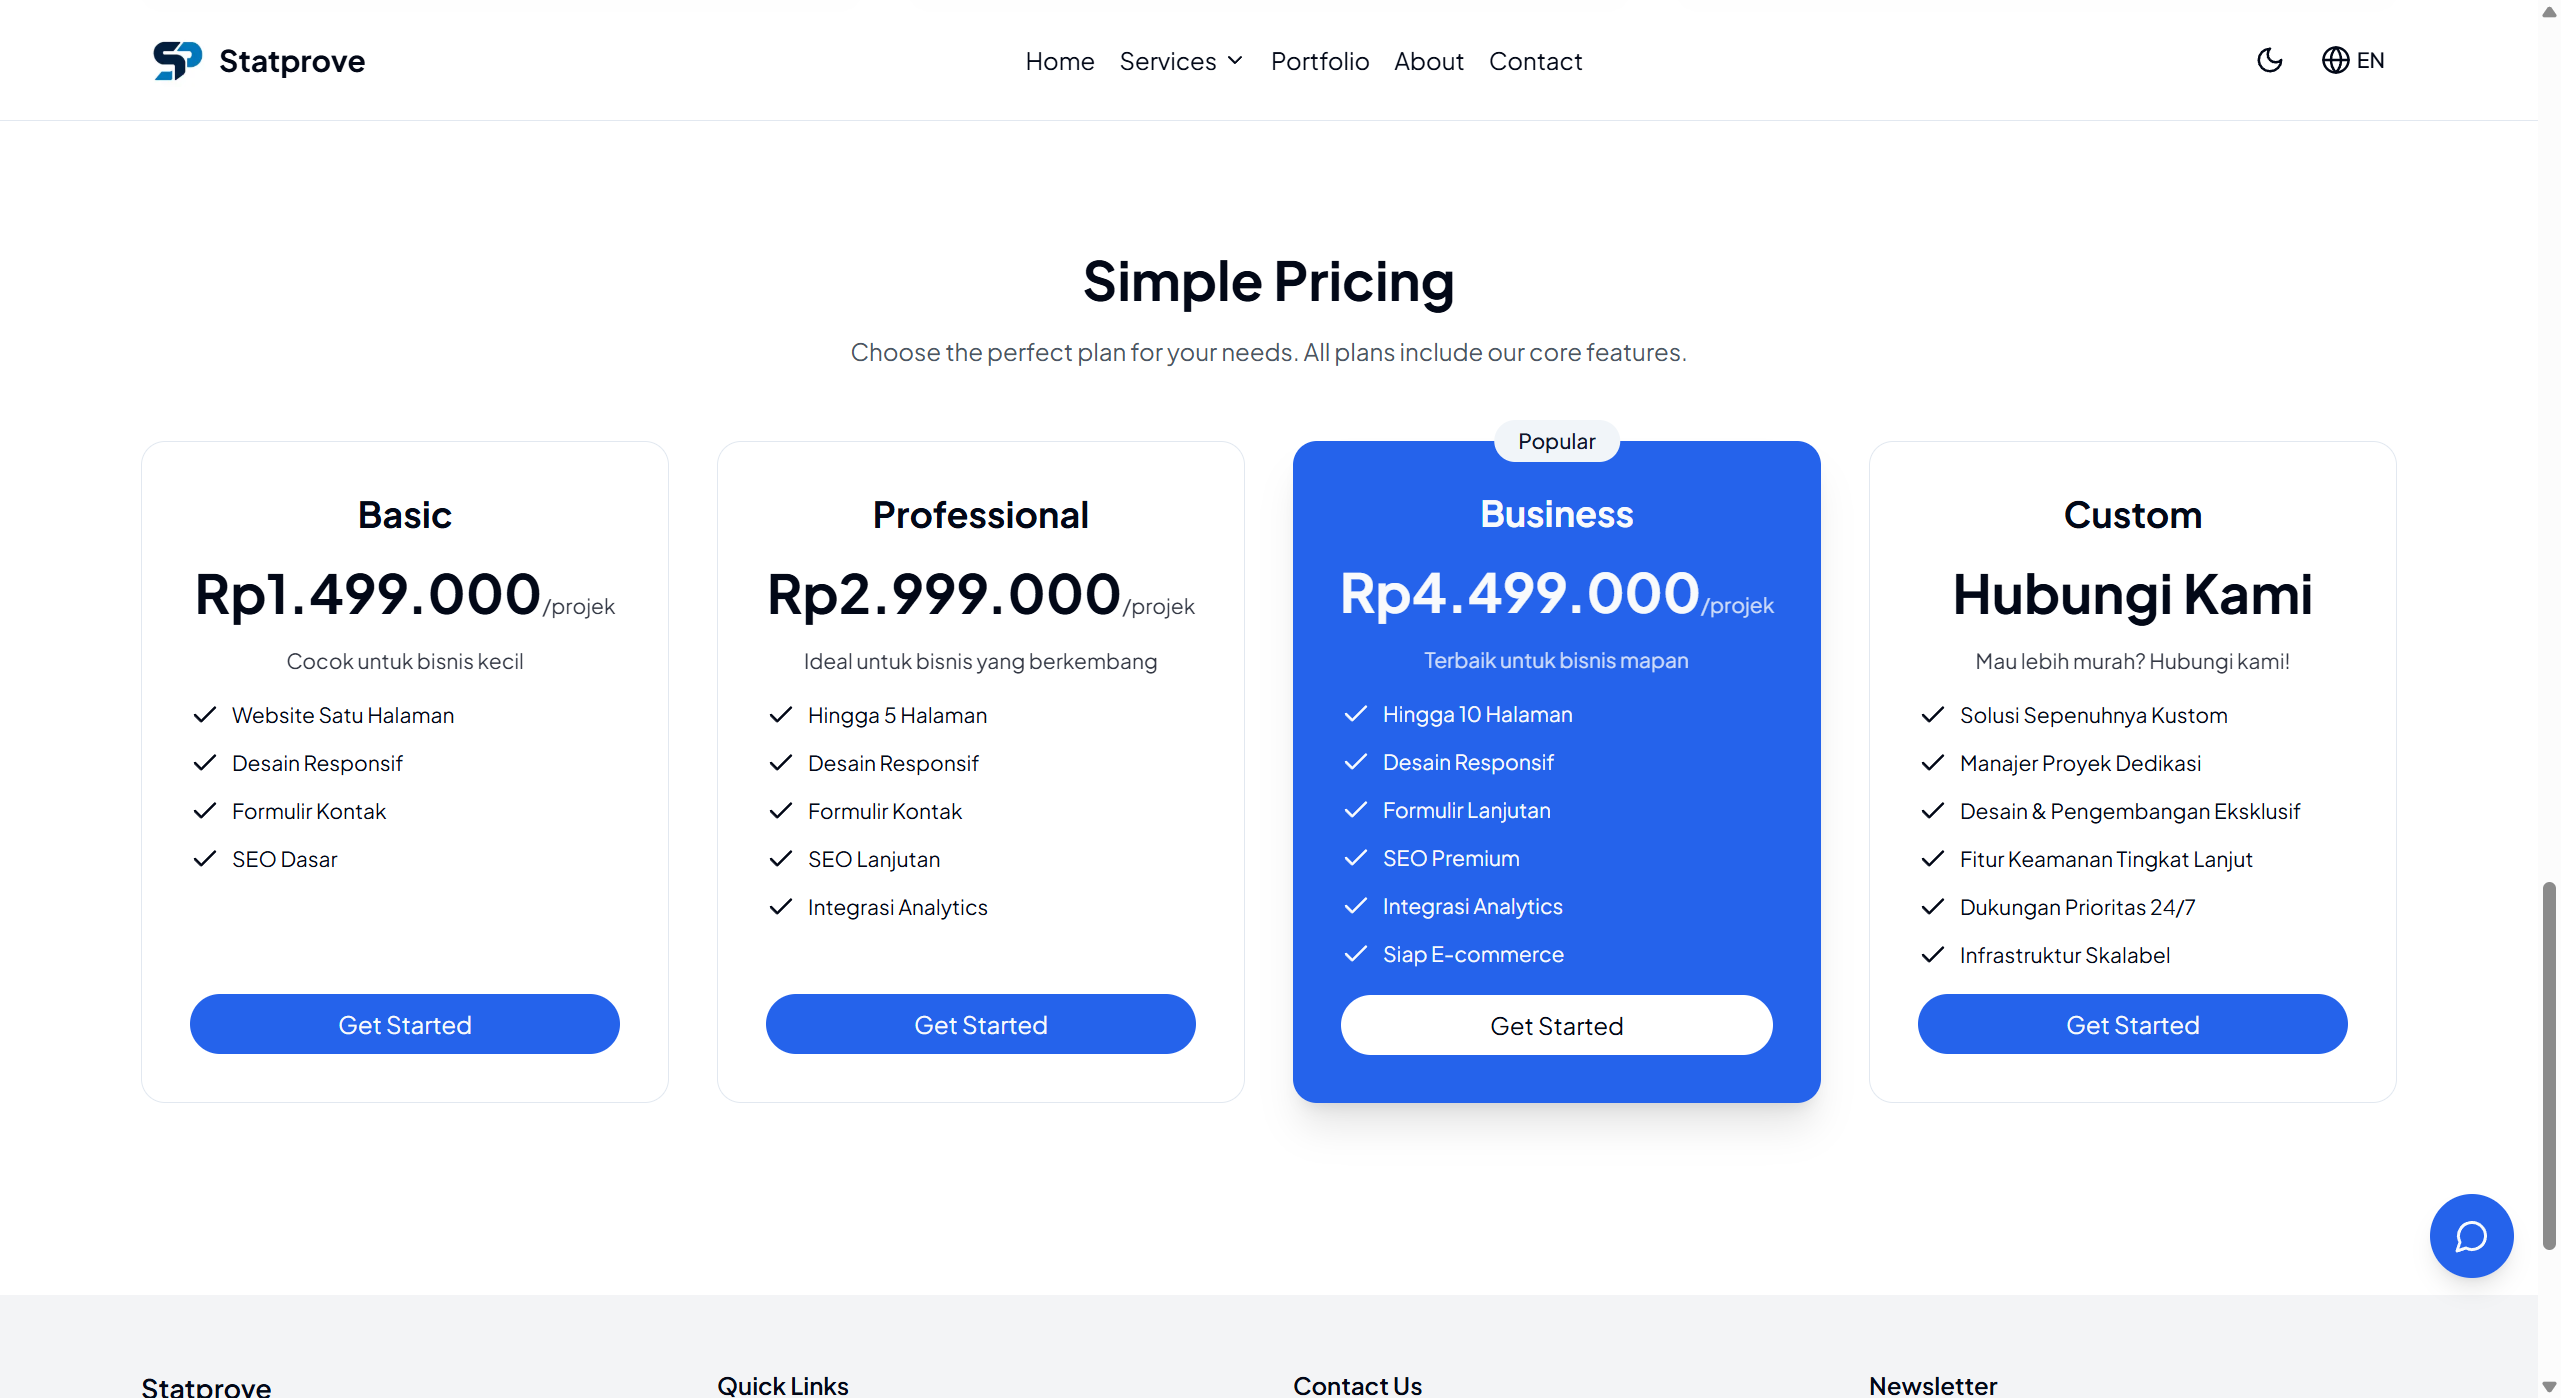 Statprove
Home Services Portfolio About Contact
EN
Simple Pricing
Choose the perfect plan for your needs. All plans include our core features.
Basic
Rp1.499.000/projek
Cocok untuk bisnis kecil
Website Satu Halaman
Desain Responsif
Formulir Kontak
SEO Dasar
Get Started
Professional
Rp2.999.000/projek
Ideal untuk bisnis yang berkembang
Hingga 5 Halaman
Desain Responsif
Formulir Kontak
SEO Lanjutan
Integrasi Analytics
Get Started
Popular
Business
Rp4.499.000/projek
Terbaik untuk bisnis mapan
Hingga 10 Halaman
Desain Responsif
Formulir Lanjutan
SEO Premium
Integrasi Analytics
Siap E-commerce
Get Started
Custom
Hubungi Kami
Mau lebih murah? Hubungi kami!
Solusi Sepenuhnya Kustom
Manajer Proyek Dedikasi
Desain & Pengembangan Eksklusif
Fitur Keamanan Tingkat Lanjut
Dukungan Prioritas 24/7
Infrastruktur Skalabel
Get Started
Statprove
Quick Links
Contact Us
Newsletter